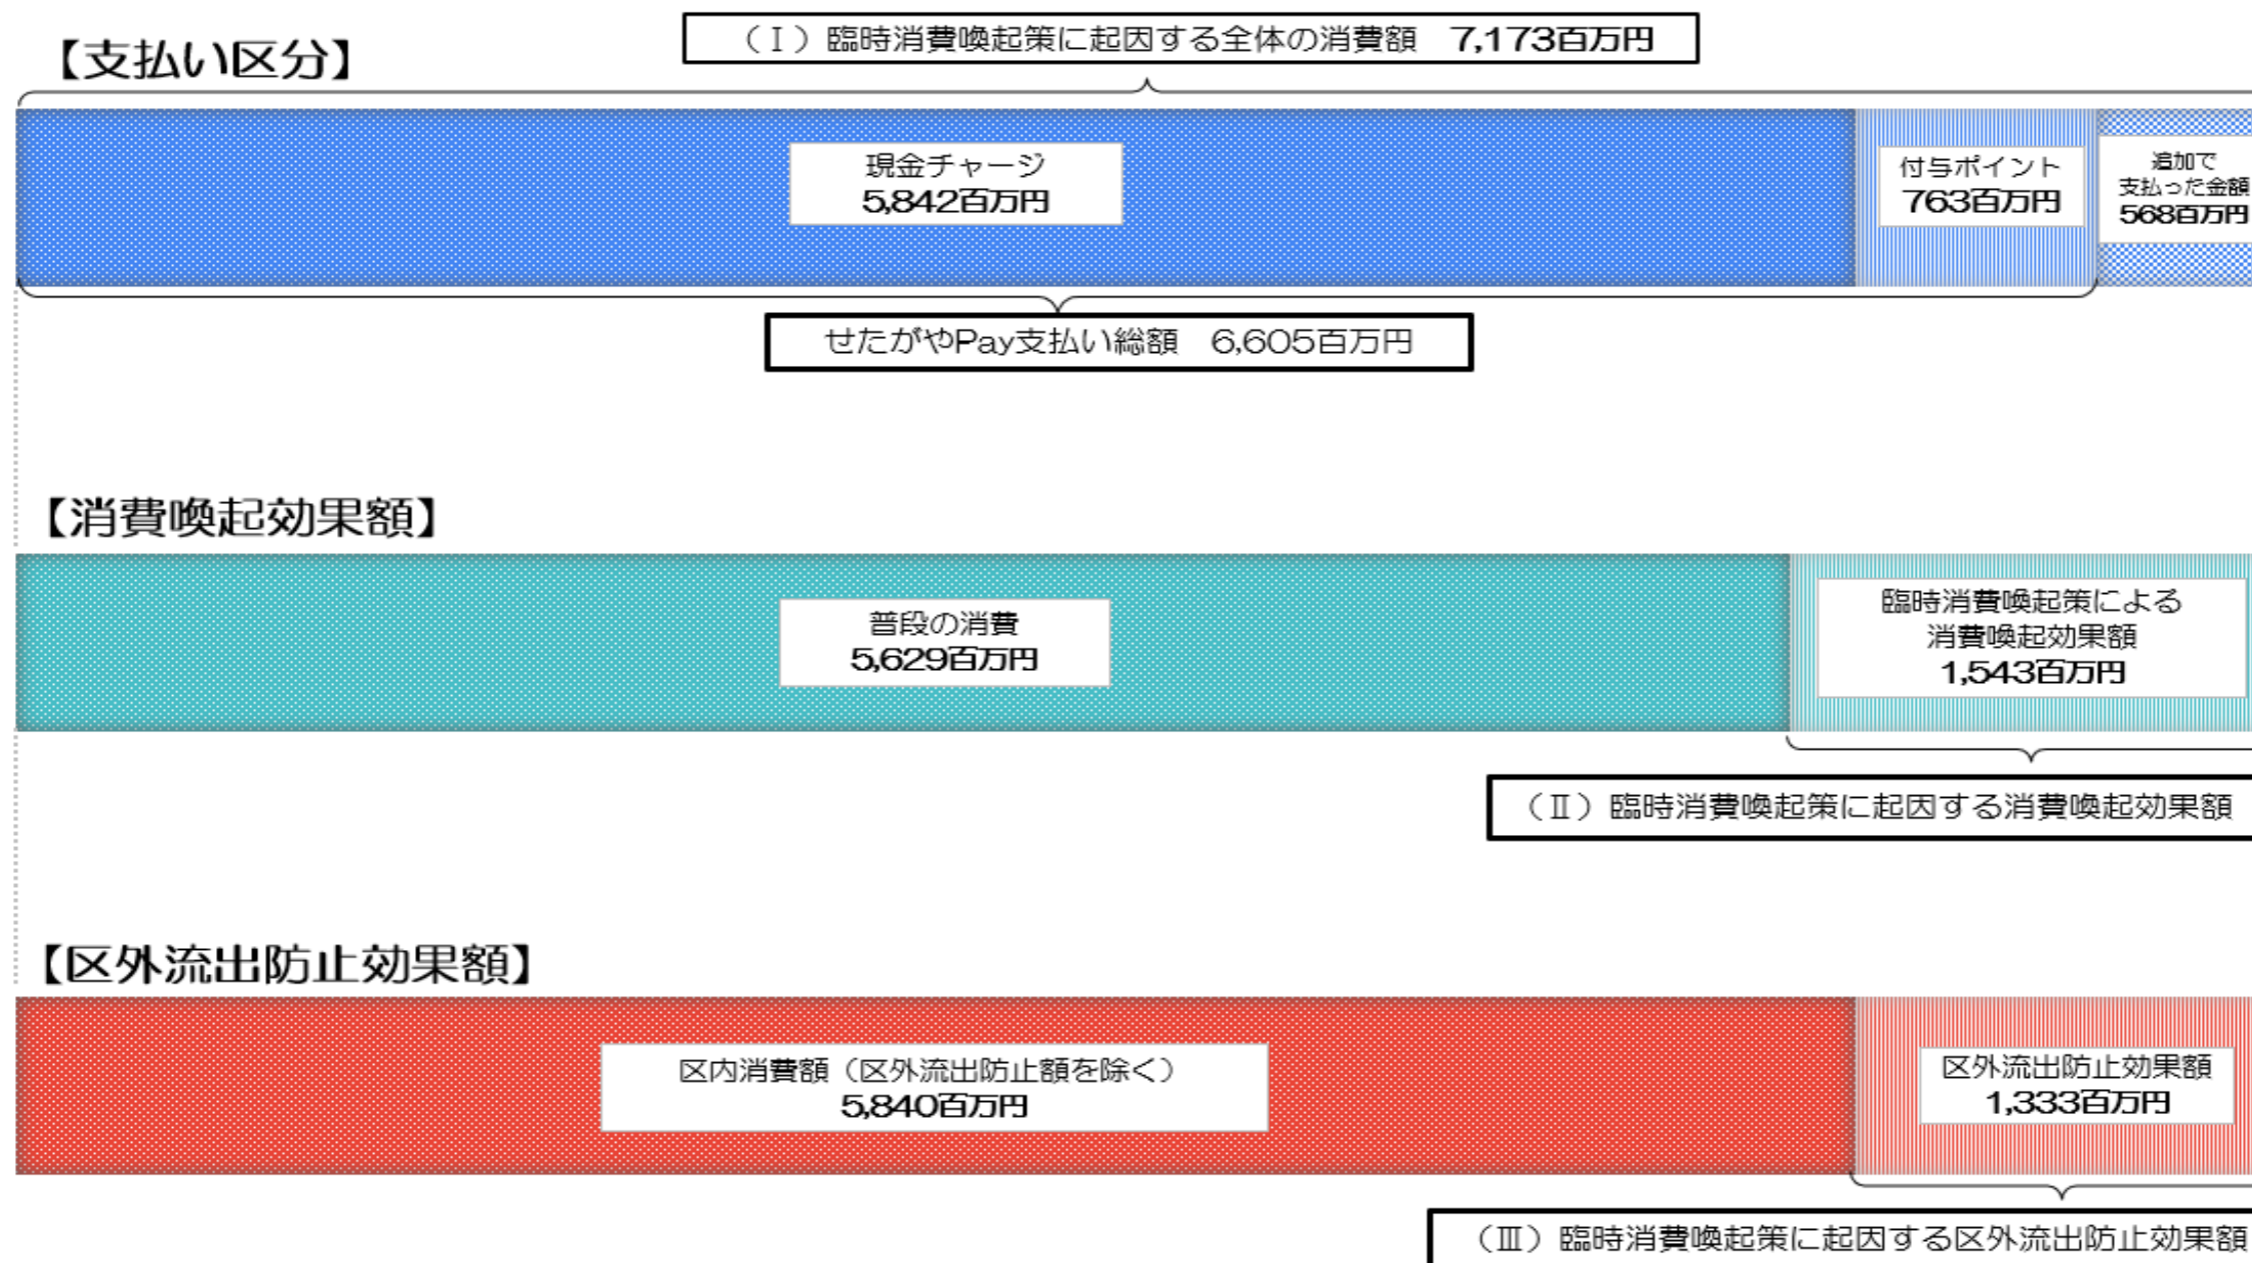 （Ⅰ）臨時消費喚起策に起因する全体の消費額　7,173百万円
【支払い区分】
現金チャージ
5,842百万円
付与ポイント
763百万円
追加で
支払った金額
568百万円
せたがやPay支払い総額　6,605百万円
【消費喚起効果額】
普段の消費
5,629百万円
臨時消費喚起策による
消費喚起効果額
1,543百万円
（Ⅱ）臨時消費喚起策に起因する消費喚起効果額
【区外流出防止効果額】
区内消費額（区外流出防止額を除く）
5,840百万円
区外流出防止効果額
1,333百万円
（Ⅲ）臨時消費喚起策に起因する区外流出防止効果額